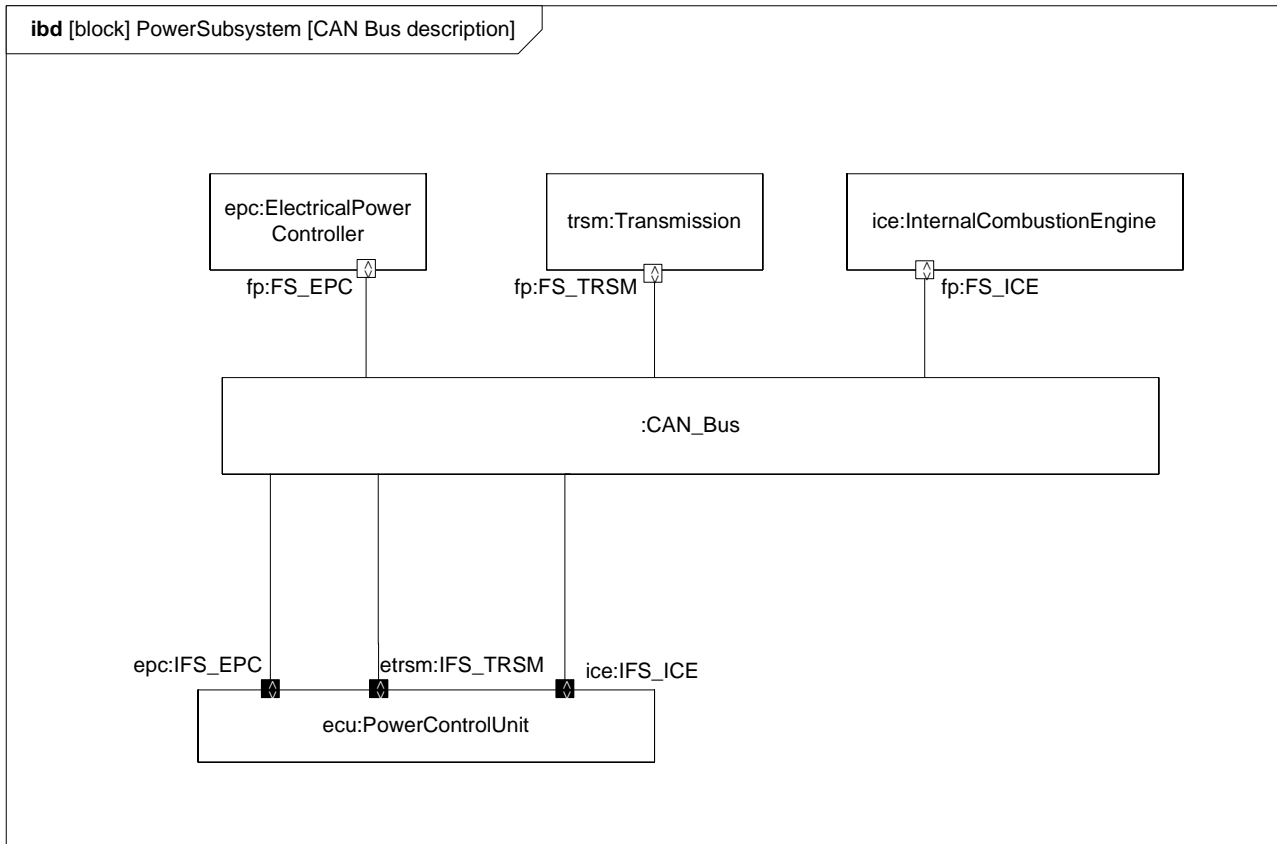 ibd [block] PowerSubsystem [CAN Bus description]
epc:ElectricalPower
Controller
trsm:Transmission
ice:InternalCombustionEngine
fp:FS_EPC
fp:FS_TRSM
fp:FS_ICE
:CAN_Bus
epc:IFS_EPC
etrsm:IFS_TRSM
ice:IFS_ICE
ecu:PowerControlUnit